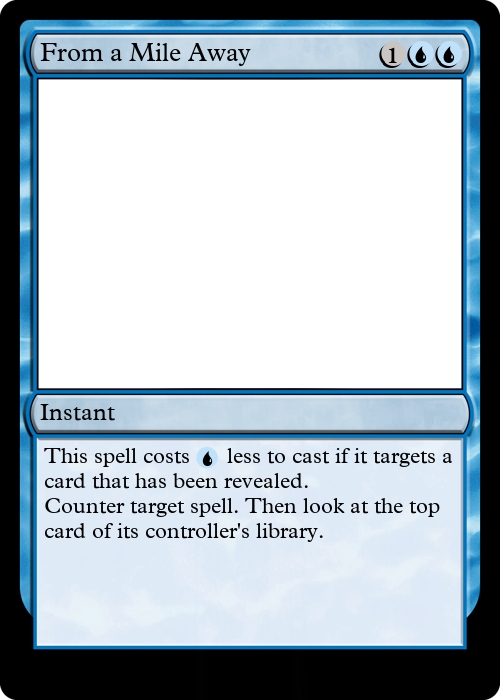 From a Mile Away 1
Instant
This spell costs less to cast if it targets a
card that has been revealed.
Counter target spell. Then look at the top
card of its controller's library.